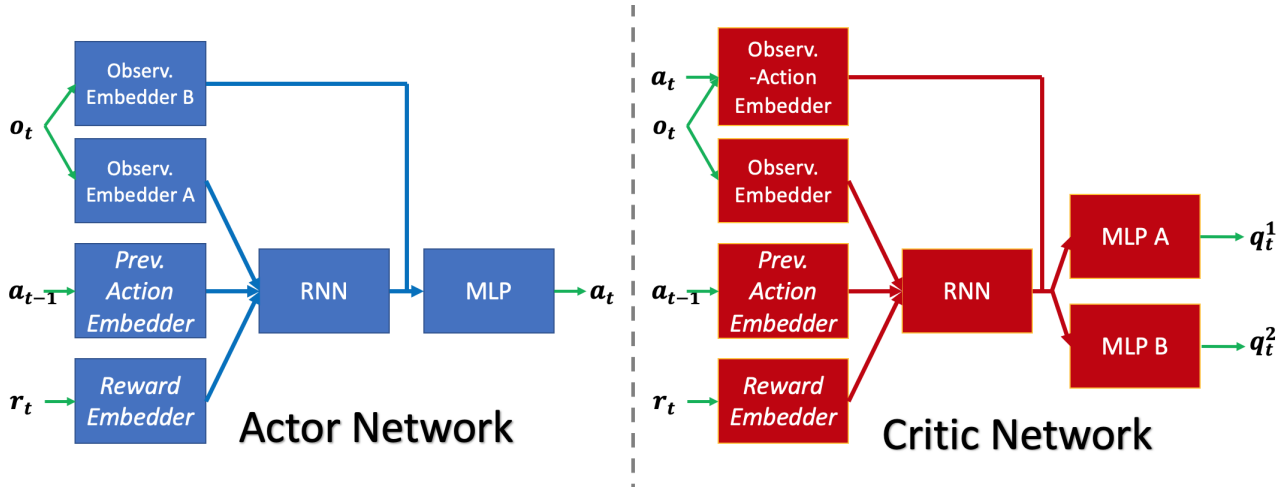 Observ.
Embedder B
o_t
Observ.
Embedder A
a_{t-1}
Prev.
Action
Embedder
RNN
MLP
a_t
r_t
Reward
Embedder
Actor Network
a_t
Observ.
-Action
Embedder
o_t
Observ.
Embedder
a_{t-1}
Prev.
Action
Embedder
RNN
MLP A
q_t^1
MLP B
q_t^2
r_t
Reward
Embedder
Critic Network